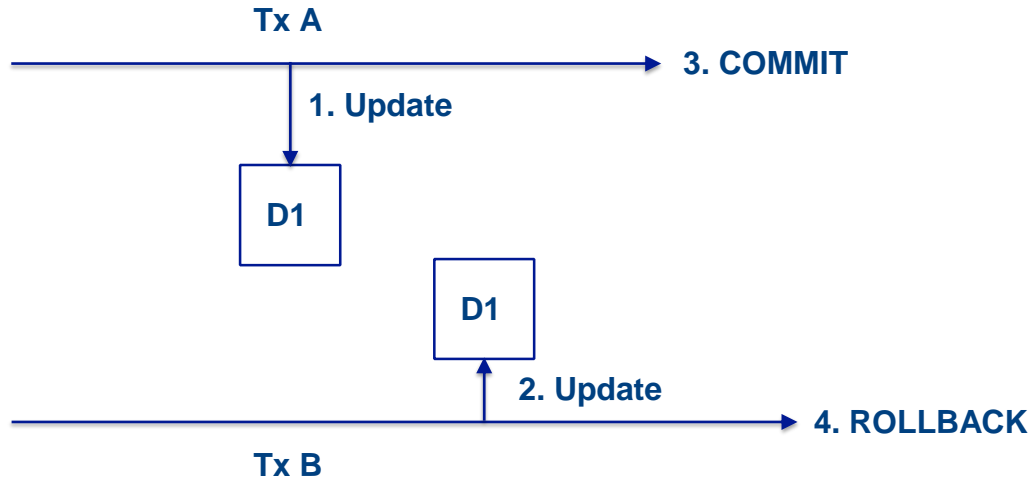 Tx A
3. COMMIT
1. Update
D1
D1
2. Update
4. ROLLBACK
Tx B